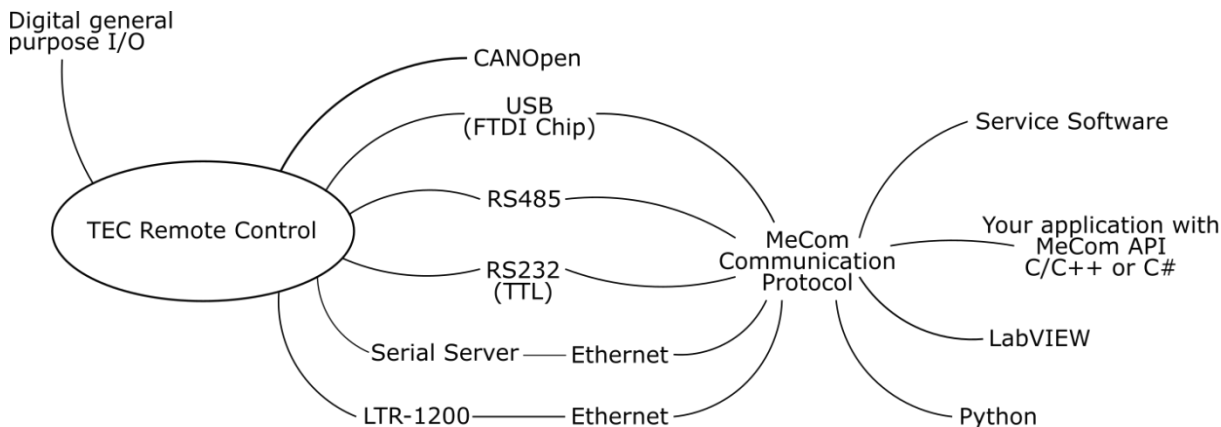 Digital general
purpose I/O
CANOpen
USB
(FTDI Chip)
Service Software
RS485
TEC Remote Control
Your application with
MeCom API
C/C++ or C#
MeCom
Communication
Protocol
RS232
(TTL)
LabVIEW
Serial Server
Ethernet
LTR-1200
Ethernet
Python